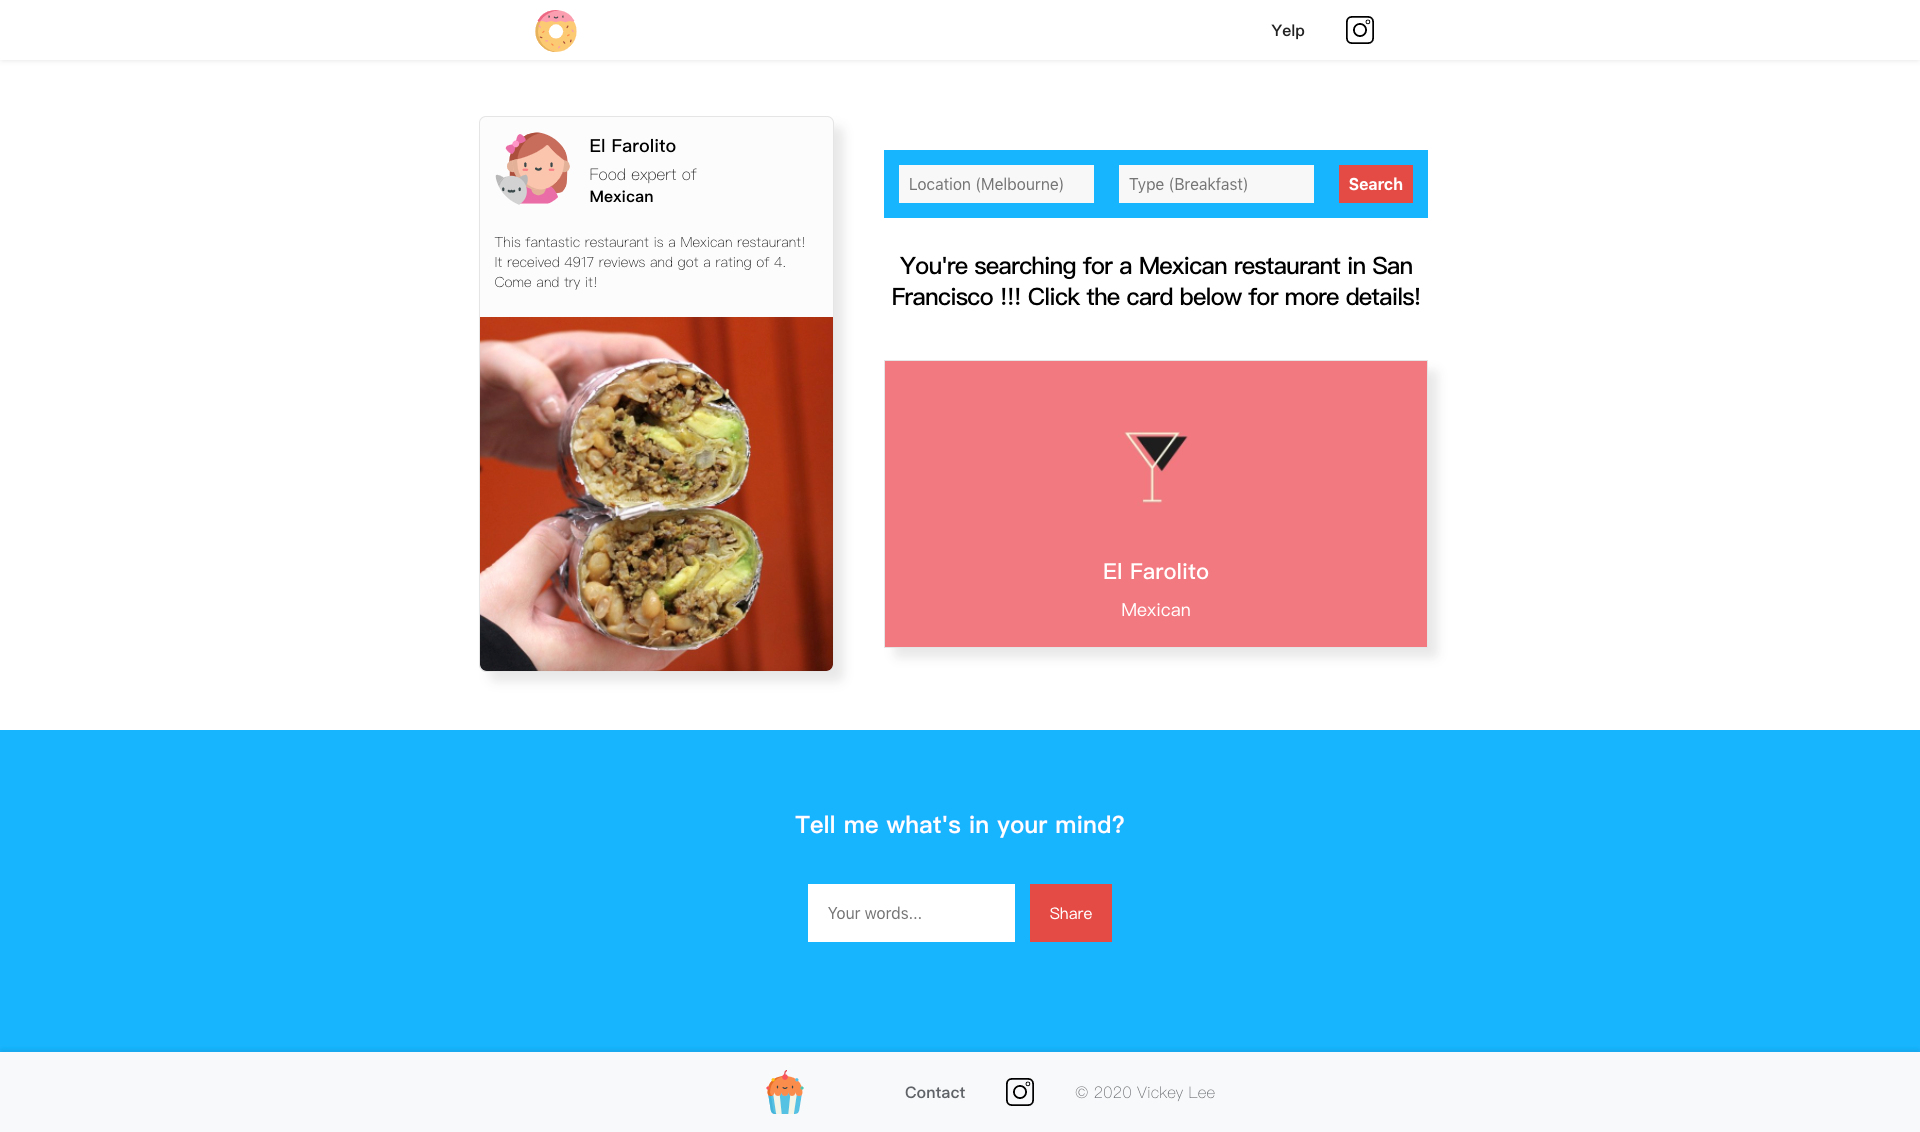 Yelp
El Farolito
Food expert of
Mexican
This fantastic restaurant is a Mexican restaurant!
It received 4917 reviews and got a rating of 4.
Come and try it!
Location (Melbourne)
Type (Breakfast)
Search
You're searching for a Mexican restaurant in San
Francisco !!! Click the card below for more details!
El Farolito
Mexican
Tell me what's in your mind?
Your words...
Share
Contact
© 2020 Vickey Lee